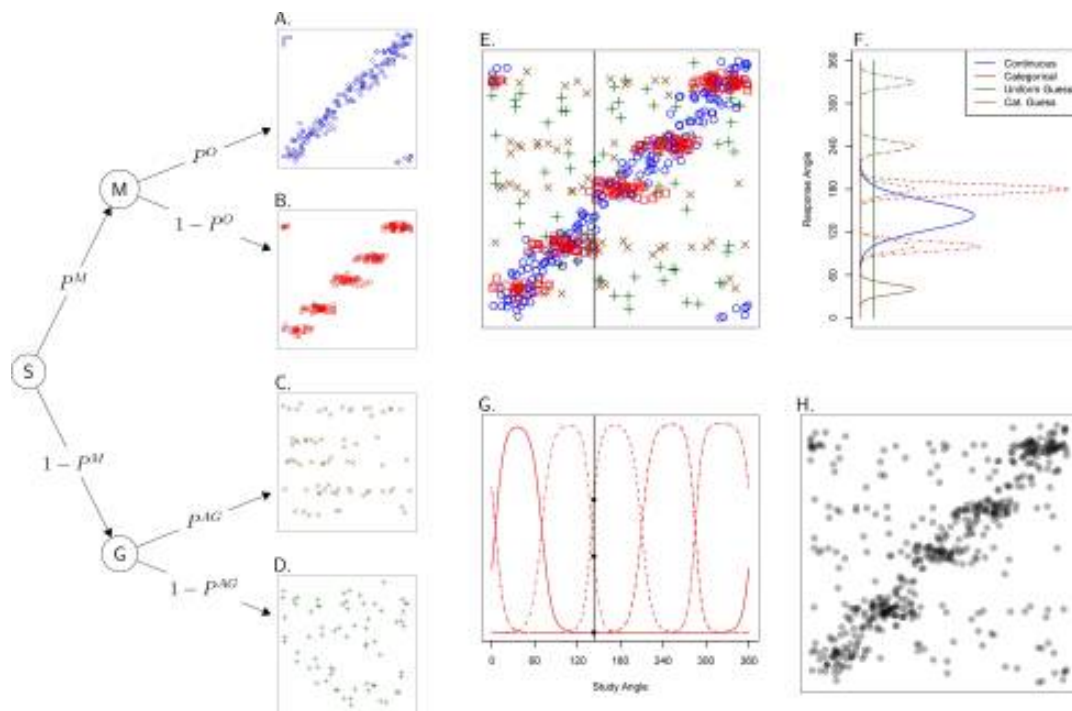 A.
B.
C.
D.
E.
F.
G.
H.
S
M
G
P^M
1 − P^M
P^O
1 − P^O
P^AG
1 − P^AG
Continuous
Categorical
Uniform Guess
Cat. Guess
Response Angle
0 60 120 180 240 300 360
0 60 120 180 240 300 360
Study Angle